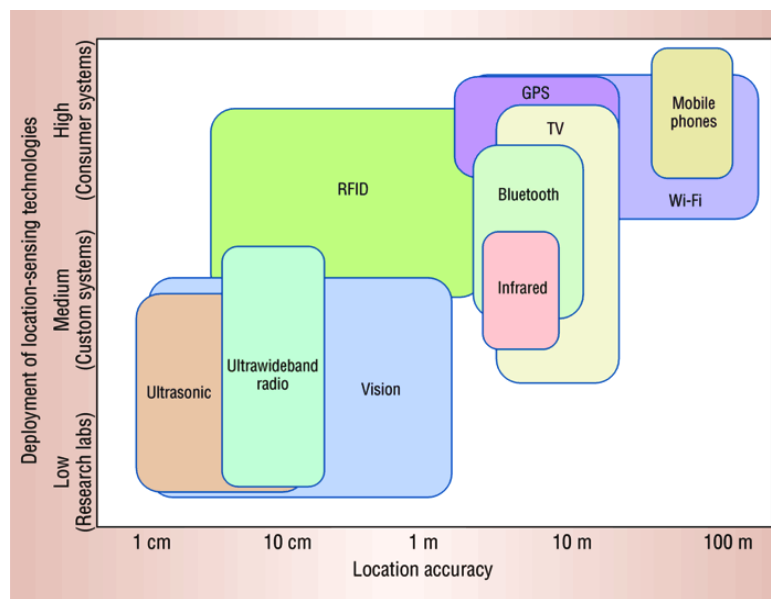 Deployment of location-sensing technologies
High
(Consumer systems)
Medium
(Custom systems)
Low
(Research labs)
GPS
TV
Mobile
phones
RFID
Bluetooth
Wi-Fi
Infrared
Ultrasonic
Ultrawideband
radio
Vision
1 cm
10 cm
1 m
10 m
100 m
Location accuracy